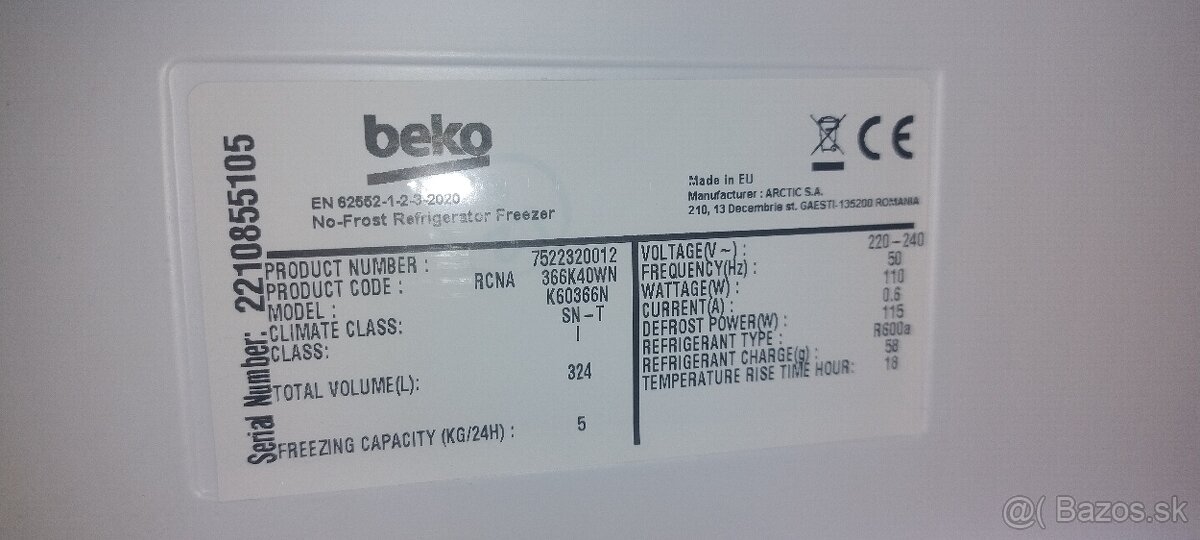 beko
EN 62552-1-2-3-2020
No-Frost Refrigerator Freezer
CE
Made in EU
Manufacturer : ARCTIC S.A.
210, 13 Decembrie st. GAESTI-135200 ROMANIA
Serial Number: 2210855105
PRODUCT NUMBER : 7522320012
PRODUCT CODE : RCNA 366K40WN
MODEL : K60366N
CLIMATE CLASS: SN-T
CLASS: I
TOTAL VOLUME(L): 324
FREEZING CAPACITY (KG/24H) : 5
VOLTAGE(V ~) : 220-240
FREQUENCY(Hz) : 50
WATTAGE(W) : 110
CURRENT(A) : 0.6
DEFROST POWER(W) : 115
REFRIGERANT TYPE : R600a
REFRIGERANT CHARGE(g) : 58
TEMPERATURE RISE TIME HOUR: 18
@( Bazos.sk